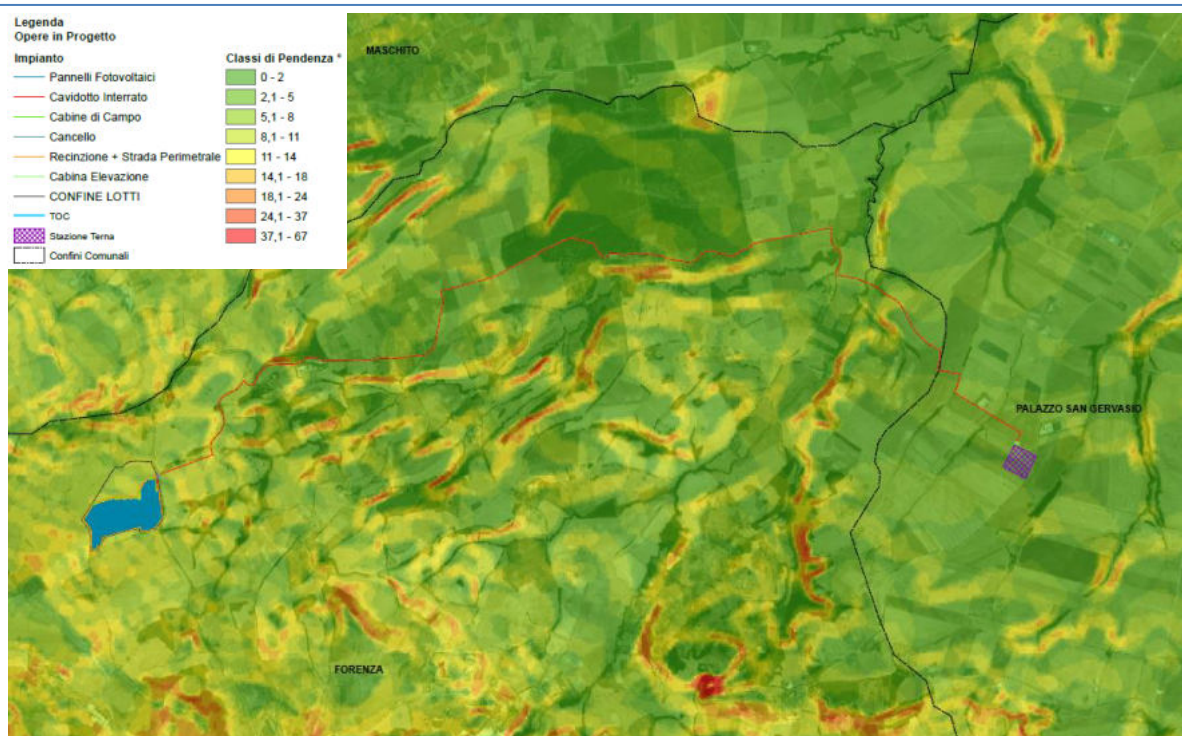 Legenda
Opere in Progetto
Impianto
Pannelli Fotovoltaici
Cavidotto Interrato
Cabine di Campo
Cancello
Recinzione + Strada Perimetrale
Cabina Elevazione
CONFINE LOTTI
TOC
Stazione Terna
Confini Comunali
Classi di Pendenza °
0 - 2
2,1 - 5
5,1 - 8
8,1 - 11
11 - 14
14,1 - 18
18,1 - 24
24,1 - 37
37,1 - 67
MASCHITO
PALAZZO SAN GERVASIO
FORENZA